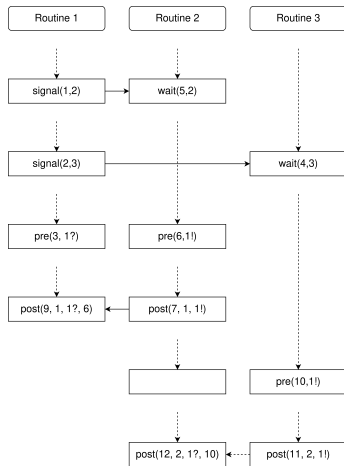 Routine 1 Routine 2 Routine 3
signal(1,2) wait(5,2)
signal(2,3) wait(4,3)
pre(3, 1?) pre(6,1!)
post(9, 1, 1?, 6) post(7, 1, 1!)
pre(10,1!)
post(12, 2, 1?, 10) post(11, 2, 1!)